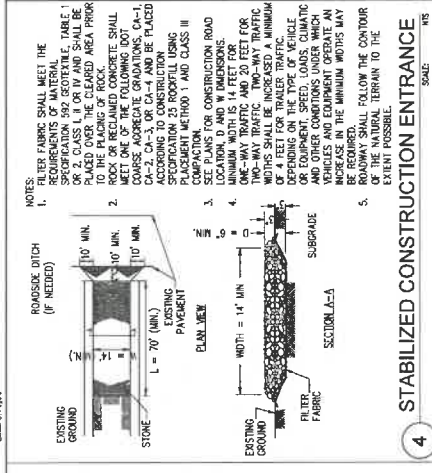 NOTES:
1. FILTER FABRIC SHALL MEET THE
REQUIREMENTS OF MATERIAL
SPECIFICATION 592 GEOTEXTILE, TABLE 1
OR 2, CLASS I, II OR IV AND SHALL BE
PLACED OVER THE CLEARED AREA PRIOR
TO THE PLACING OF ROCK.
2. ROCK OR RECLAIMED CONCRETE SHALL
MEET ONE OF THE FOLLOWING IDOT
COARSE AGGREGATE GRADATIONS, CA-1,
CA-2, CA-3, OR CA-4 AND BE PLACED
ACCORDING TO CONSTRUCTION
SPECIFICATION 25 ROCKFILL USING
PLACEMENT METHOD 1 AND CLASS III
COMPACTION.
3. SEE PLANS FOR CONSTRUCTION ROAD
LOCATION, D AND W DIMENSIONS.
4. MINIMUM WIDTH IS 14 FEET FOR
ONE-WAY TRAFFIC AND 20 FEET FOR
TWO-WAY TRAFFIC. TWO-WAY TRAFFIC
WIDTHS SHALL BE INCREASED A MINIMUM
OF 4 FEET FOR TRAILER TRAFFIC.
DEPENDING ON THE TYPE OF VEHICLE
OR EQUIPMENT, SPEED, LOADS, CLIMATIC
AND OTHER CONDITIONS UNDER WHICH
VEHICLES AND EQUIPMENT OPERATE AN
INCREASE IN THE MINIMUM WIDTHS MAY
BE REQUIRED.
5. ROADWAY SHALL FOLLOW THE CONTOUR
OF THE NATURAL TERRAIN TO THE
EXTENT POSSIBLE.
ROADSIDE DITCH
(IF NEEDED)
EXISTING
GROUND
10' MIN.
10' MIN.
10' MIN.
W = 14' (MIN.)
L = 70' (MIN.)
STONE
EXISTING
PAVEMENT
PLAN VIEW
WIDTH = 14' MIN
D = 6" MIN.
3"
EXISTING
GROUND
FILTER
FABRIC
SUBGRADE
SECTION A-A
4
STABILIZED CONSTRUCTION ENTRANCE
SCALE: NTS